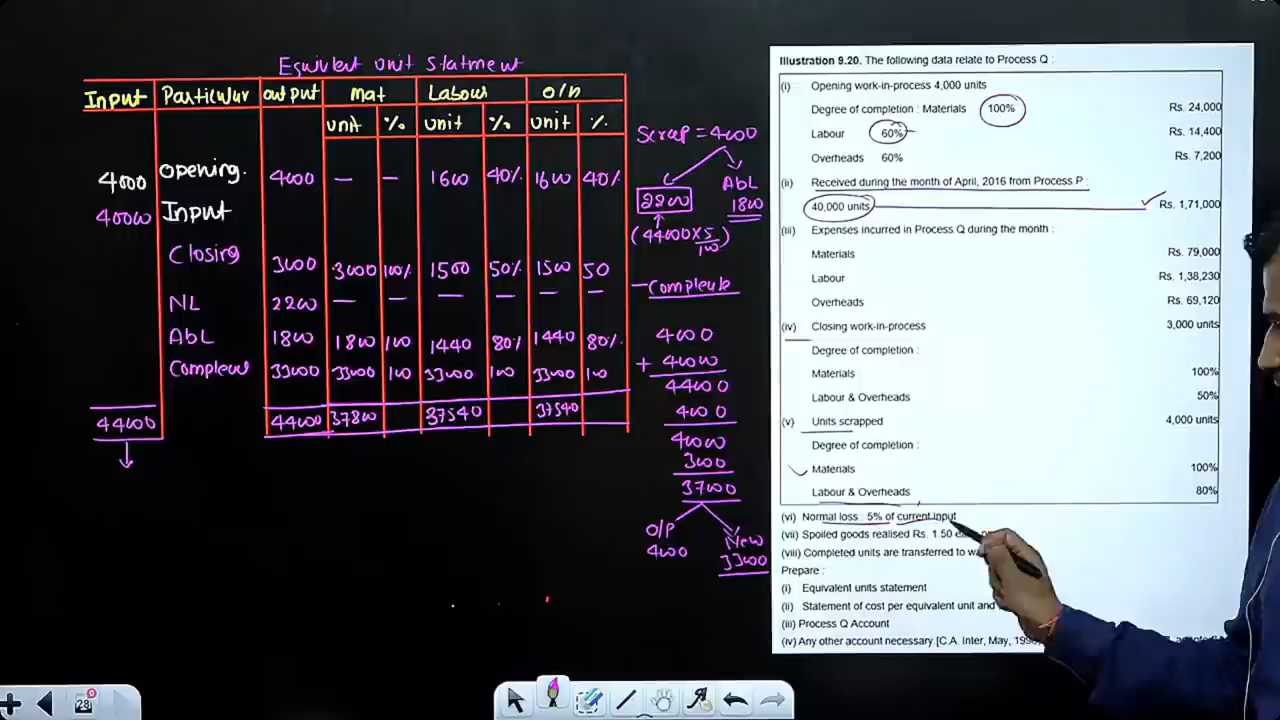 Equivlent unit Statment
Input Particular output Mat Labour o/n
unit % unit % unit %
4000 Opening. 4000 — — 1600 40% 1600 40%
40000 Input
Closing 3000 3000 100% 1500 50% 1500 50
NL 2200 — — — — — —
AbL 1800 1800 100 1440 80% 1440 80%
33000 33000 100 33000 100 33000 100
44000 44000 37800 37540 37540
Scrap = 4000
2200 AbL 1800
(44000 × 5/100)
4000
+ 40000
44000
4000
40000
3000
37000
O/P New
4000 33000
Illustration 9.20. The following data relate to Process Q :
(i) Opening work-in-process 4,000 units
Degree of completion : Materials 100% Rs. 24,000
Labour 60% Rs. 14,400
Overheads 60% Rs. 7,200
(ii) Received during the month of April, 2016 from Process P :
40,000 units Rs. 1,71,000
(iii) Expenses incurred in Process Q during the month :
Materials Rs. 79,000
Labour Rs. 1,38,230
Overheads Rs. 69,120
(iv) Closing work-in-process 3,000 units
Degree of completion :
Materials 100%
Labour & Overheads 50%
(v) Units scrapped 4,000 units
Degree of completion :
Materials 100%
Labour & Overheads 80%
(vi) Normal loss : 5% of current input
(vii) Spoiled goods realised Rs. 1.50
(viii) Completed units are transferred to
Prepare :
(i) Equivalent units statement
(ii) Statement of cost per equivalent unit and
(iii) Process Q Account
(iv) Any other account necessary. [C.A. Inter, May,
28
0